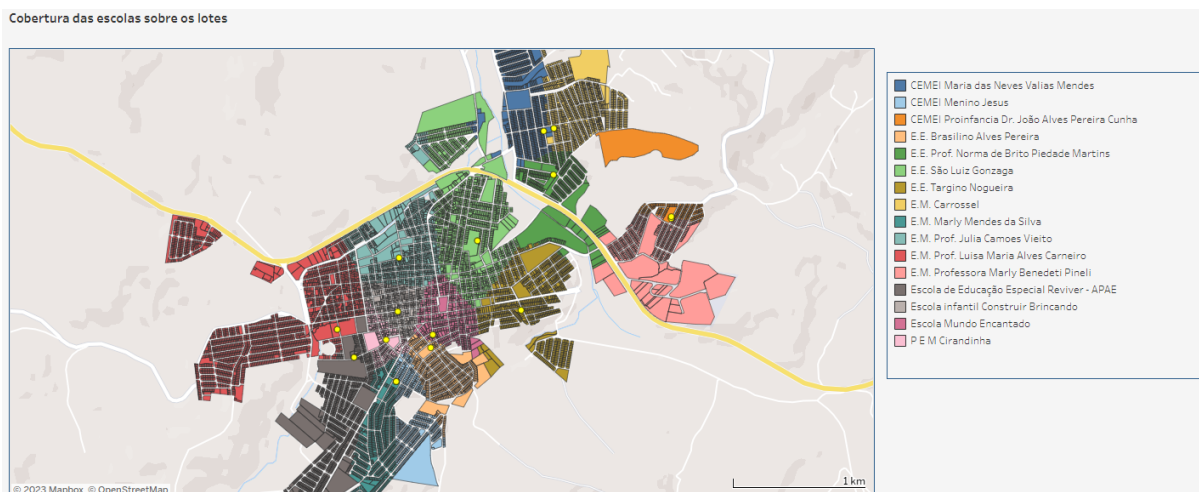 Cobertura das escolas sobre os lotes
CEMEI Maria das Neves Valias Mendes
CEMEI Menino Jesus
CEMEI Proinfancia Dr. João Alves Pereira Cunha
E.E. Brasilino Alves Pereira
E.E. Prof. Norma de Brito Piedade Martins
E.E. São Luiz Gonzaga
E.E. Targino Nogueira
E.M. Carrossel
E.M. Marly Mendes da Silva
E.M. Prof. Julia Camoes Vieito
E.M. Prof. Luisa Maria Alves Carneiro
E.M. Professora Marly Benedeti Pineli
Escola de Educação Especial Reviver - APAE
Escola infantil Construir Brincando
Escola Mundo Encantado
P E M Cirandinha
1 km
© 2023 Mapbox © OpenStreetMap